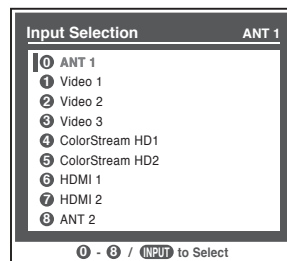 Input Selection ANT 1
0 ANT 1
1 Video 1
2 Video 2
3 Video 3
4 ColorStream HD1
5 ColorStream HD2
6 HDMI 1
7 HDMI 2
8 ANT 2
0 - 8 / INPUT to Select